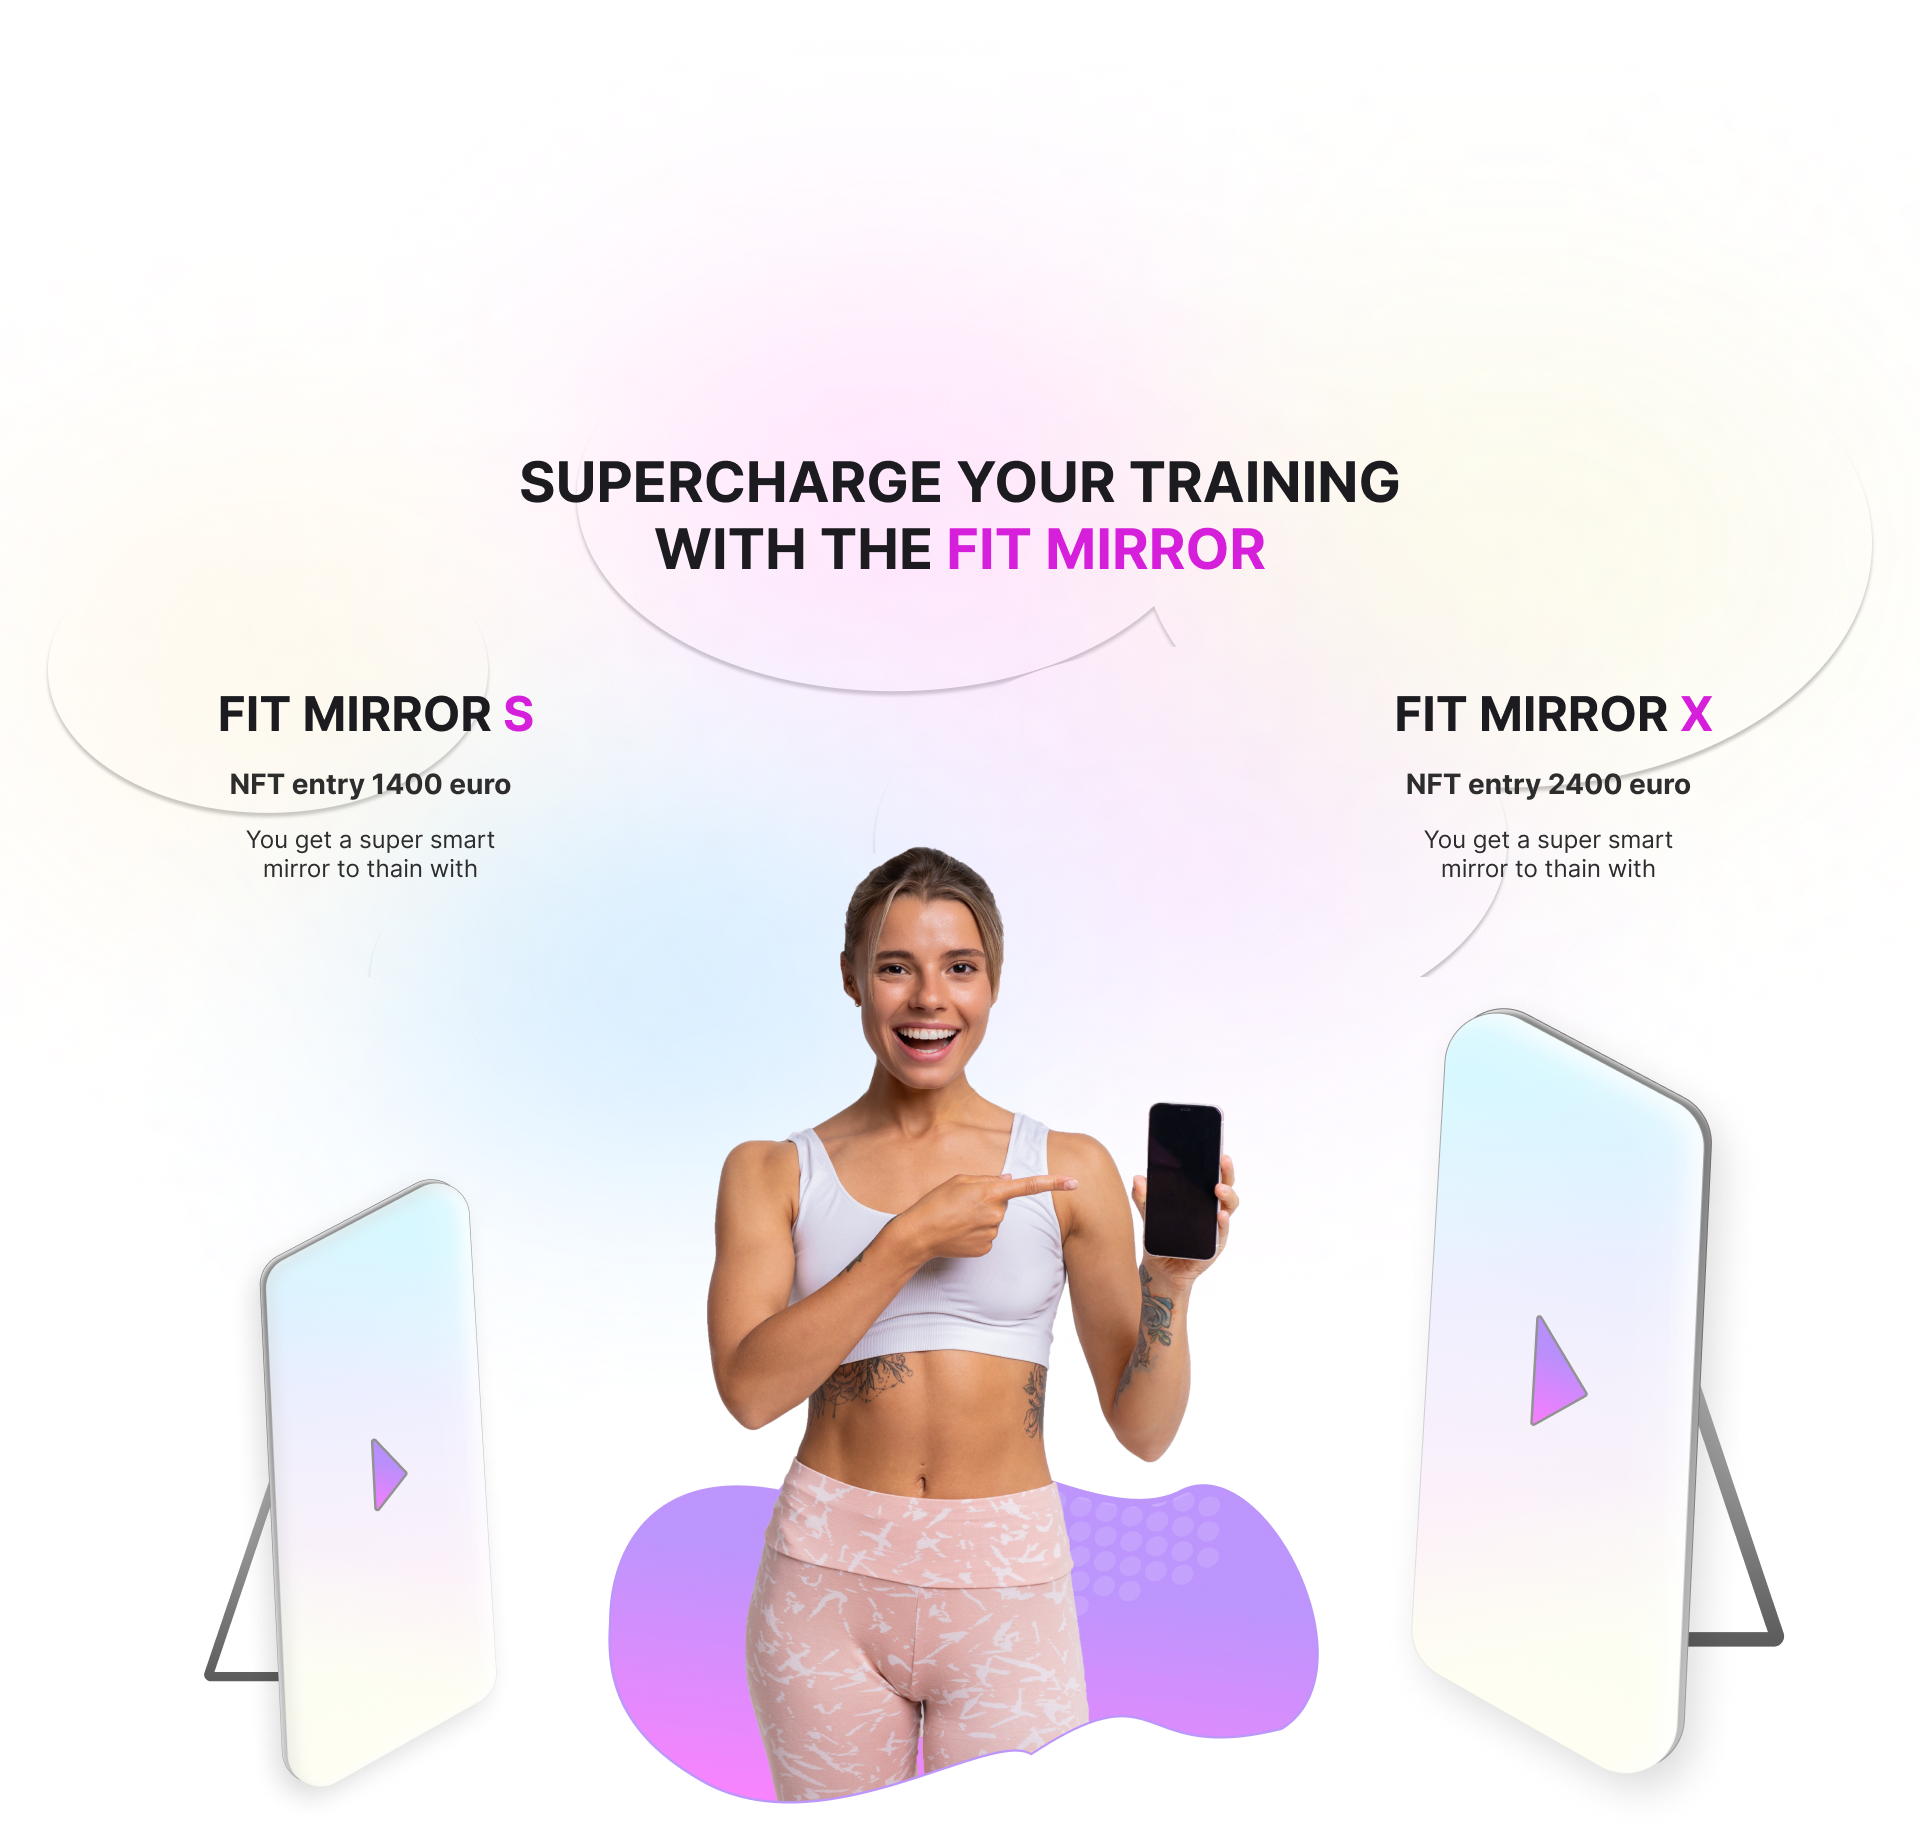 SUPERCHARGE YOUR TRAINING
WITH THE FIT MIRROR
FIT MIRROR S
NFT entry 1400 euro
You get a super smart
mirror to thain with
FIT MIRROR X
NFT entry 2400 euro
You get a super smart
mirror to thain with